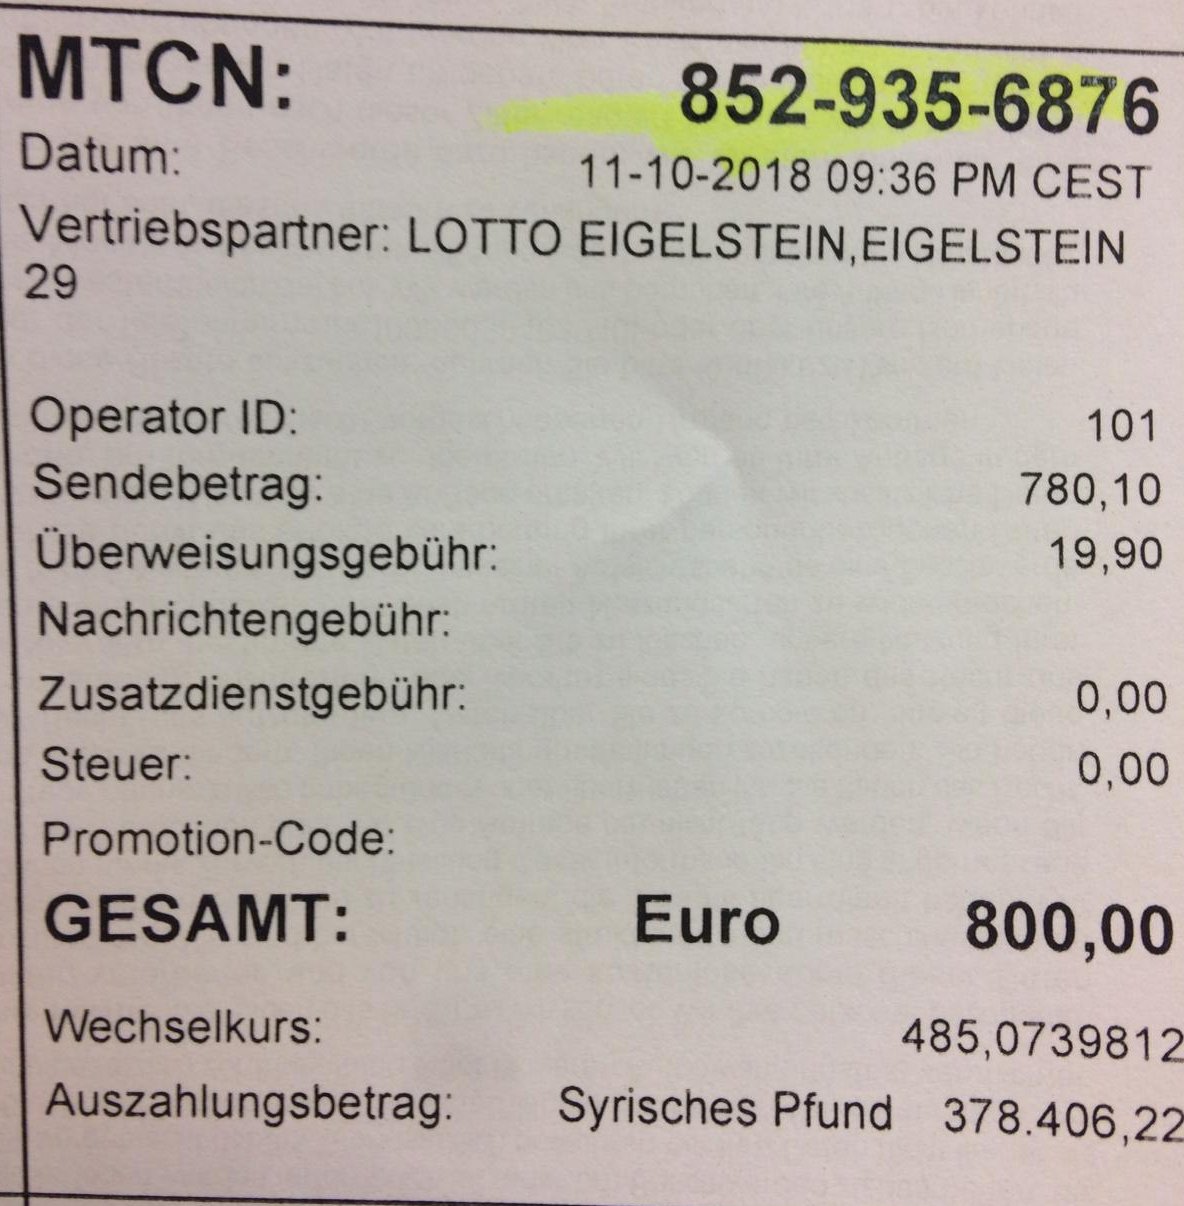 MTCN: 852-935-6876
Datum: 11-10-2018 09:36 PM CEST
Vertriebspartner: LOTTO EIGELSTEIN,EIGELSTEIN
29
Operator ID: 101
Sendebetrag: 780,10
Überweisungsgebühr: 19,90
Nachrichtengebühr:
Zusatzdienstgebühr: 0,00
Steuer: 0,00
Promotion-Code:
GESAMT: Euro 800,00
Wechselkurs: 485,0739812
Auszahlungsbetrag: Syrisches Pfund 378.406,22